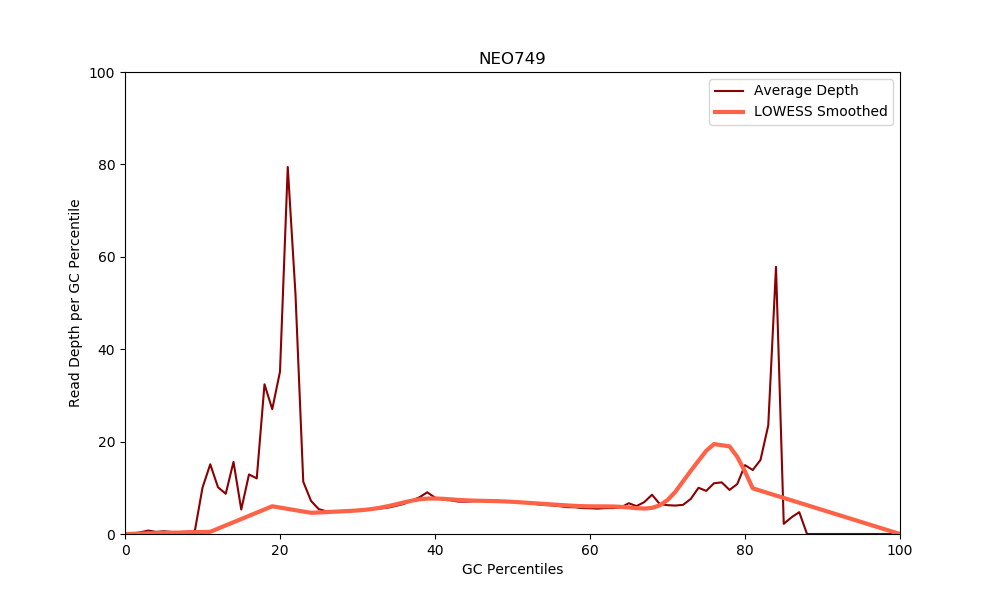 NEO749
100
80
60
40
20
0
Read Depth per GC Percentile
Average Depth
LOWESS Smoothed
0 20 40 60 80 100
GC Percentiles